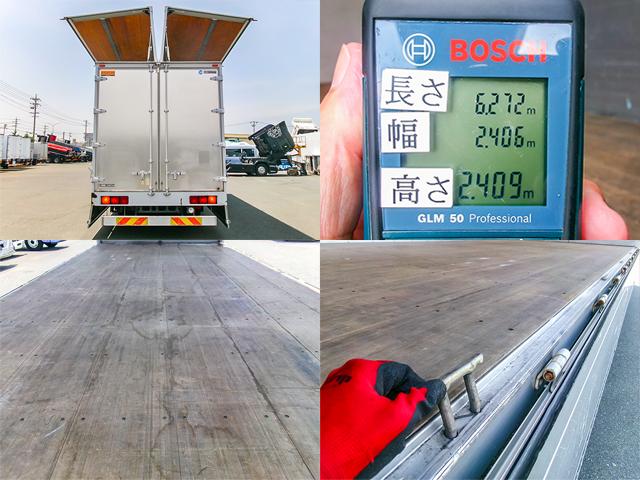 BOSCH
長さ 6.272m
幅 2.406m
高さ 2.409m
GLM 50 Professional